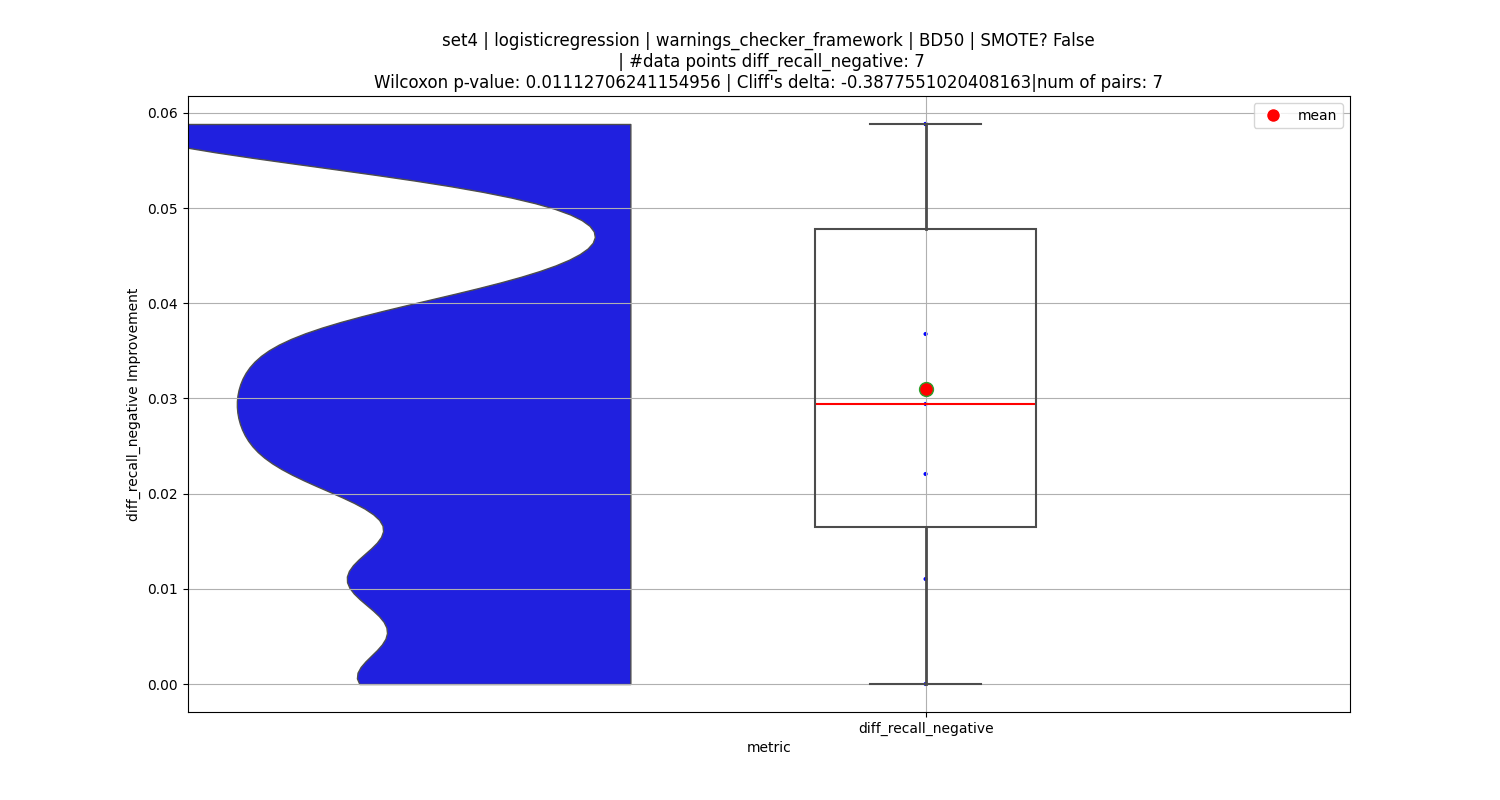 set4 | logisticregression | warnings_checker_framework | BD50 | SMOTE? False
| #data points diff_recall_negative: 7
Wilcoxon p-value: 0.01112706241154956 | Cliff's delta: -0.3877551020408163|num of pairs: 7
mean
0.06
0.05
0.04
0.03
0.02
0.01
0.00
diff_recall_negative Improvement
diff_recall_negative
metric